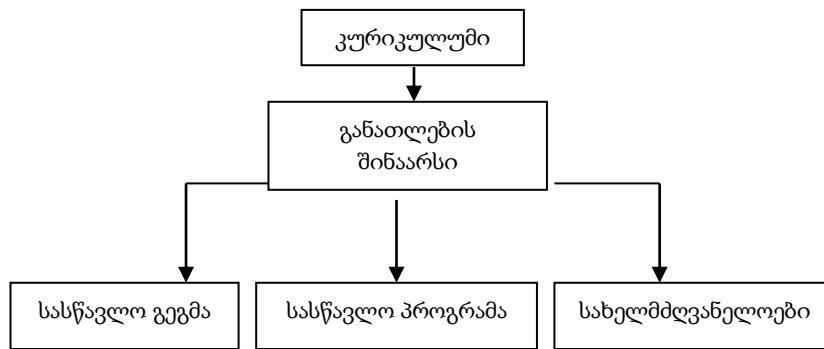 კურიკულუმი
განათლების
შინაარსი
სასწავლო გეგმა
სასწავლო პროგრამა
სახელმძღვანელოები